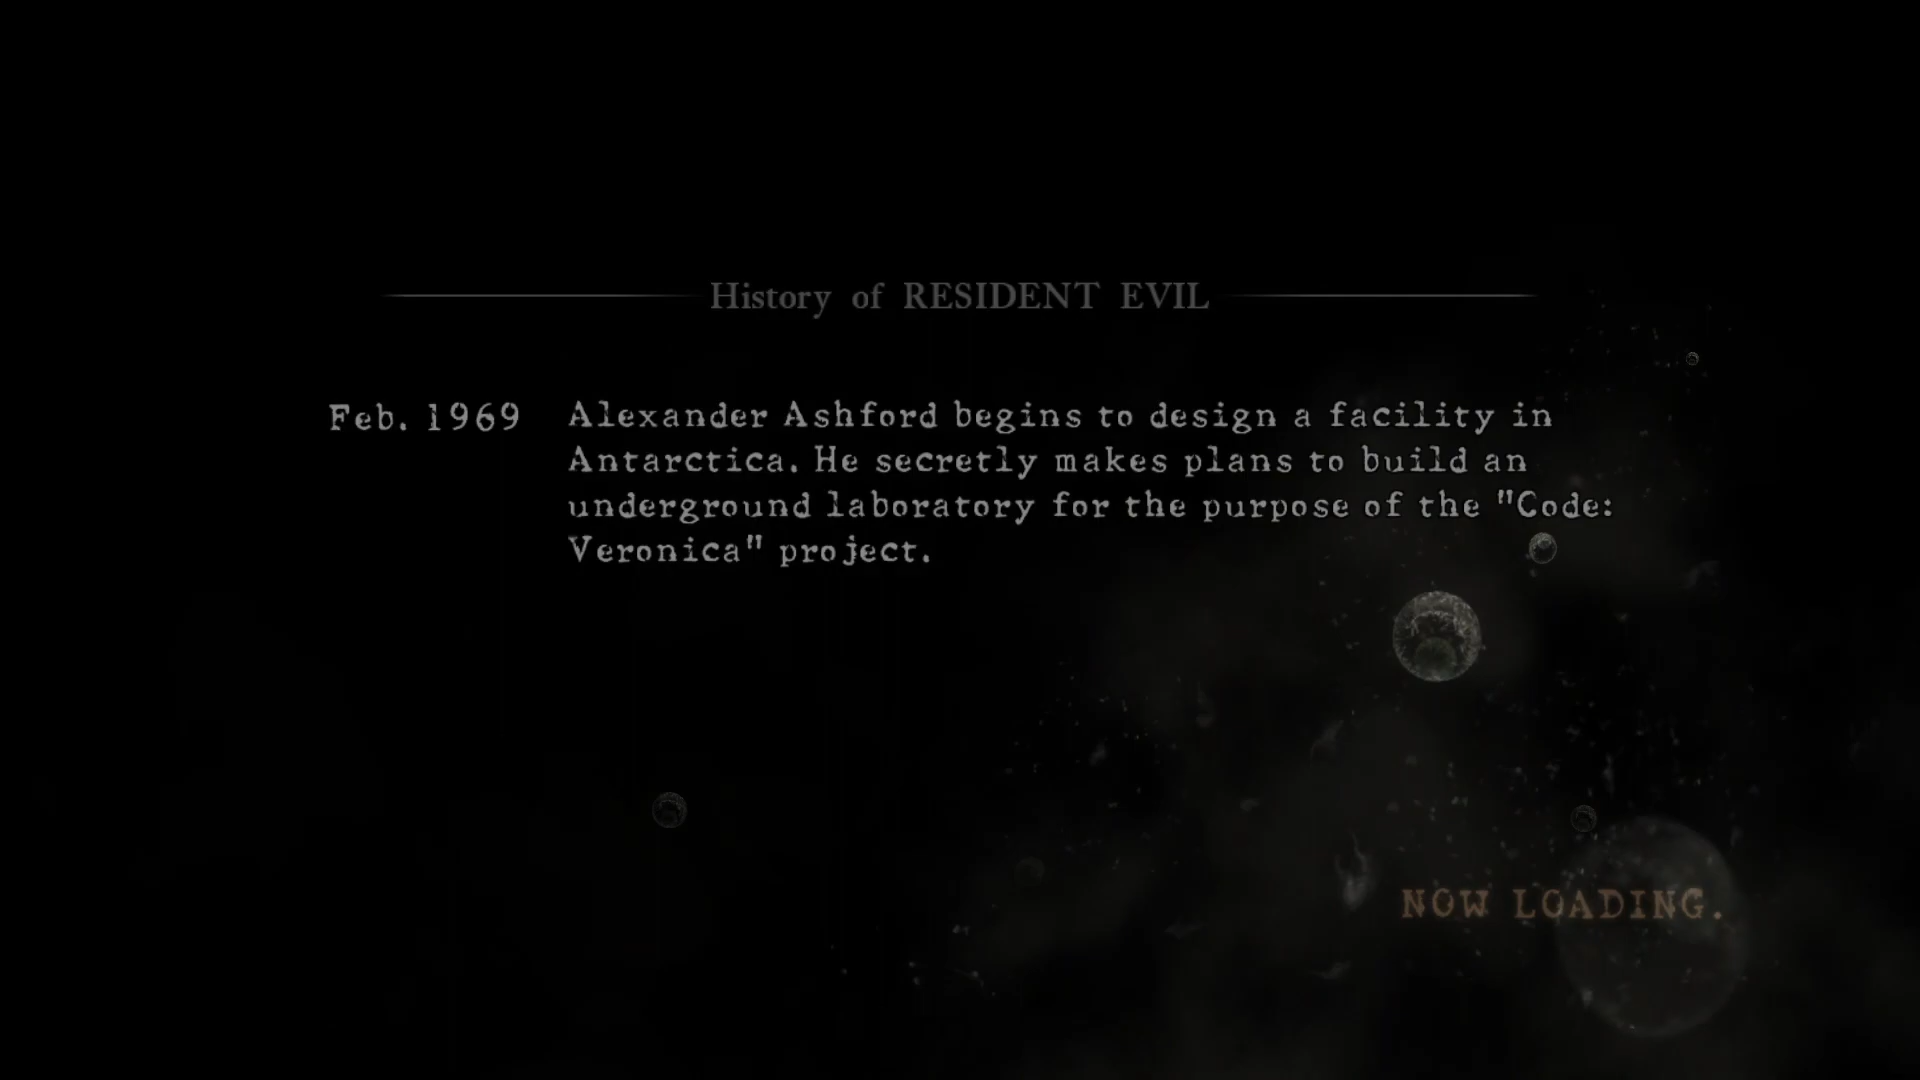 History of RESIDENT EVIL
Feb. 1969 Alexander Ashford begins to design a facility in
Antarctica. He secretly makes plans to build an
underground laboratory for the purpose of the "Code:
Veronica" project.
NOW LOADING.